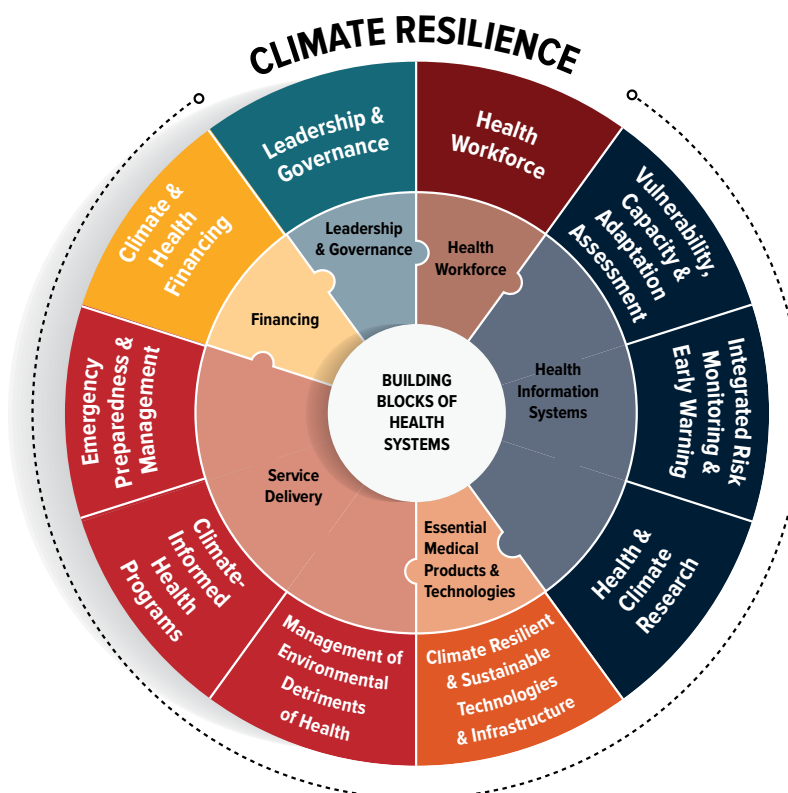 CLIMATE RESILIENCE
Leadership &
Governance
Health
Workforce
Vulnerability,
Capacity &
Adaptation
Assessment
Integrated Risk
Monitoring &
Early Warning
Health &
Climate
Research
Climate Resilient
& Sustainable
Technologies
& Infrastructure
Management of
Environmental
Detriments
of Health
Climate-
Informed
Health
Programs
Emergency
Preparedness &
Management
Climate &
Health
Financing
Leadership
& Governance
Health
Workforce
Health
Information
Systems
Essential
Medical
Products &
Technologies
Service
Delivery
Financing
BUILDING
BLOCKS OF
HEALTH
SYSTEMS